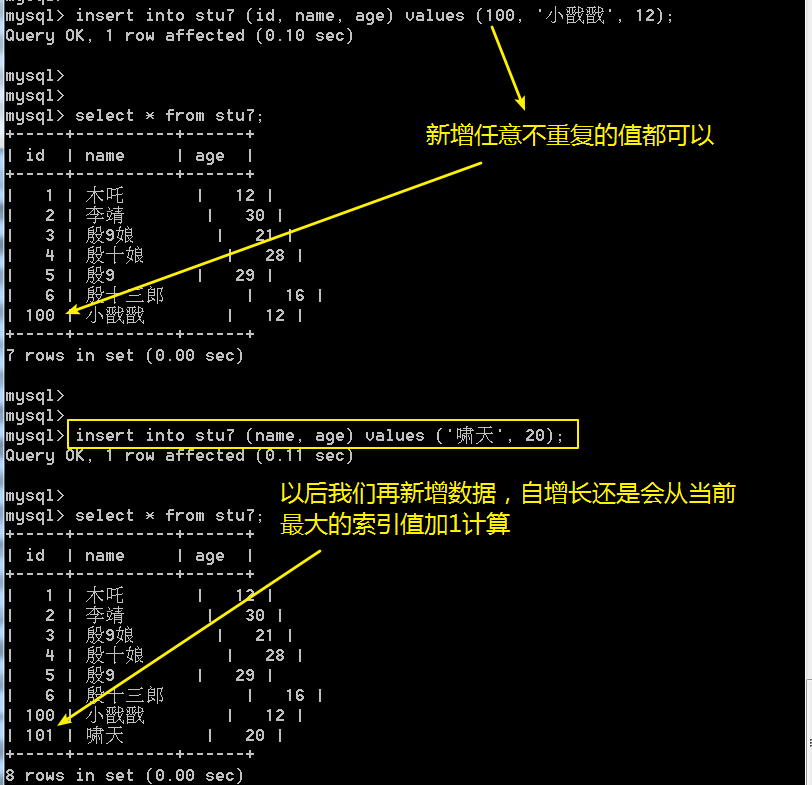 mysql> insert into stu7 (id, name, age) values (100, '小戬戬', 12);
Query OK, 1 row affected (0.10 sec)
mysql>
mysql>
mysql> select * from stu7;
+-----+----------+------+
| id | name | age |
+-----+----------+------+
| 1 | 木吒 | 12 |
| 2 | 李靖 | 30 |
| 3 | 殷9娘 | 21 |
| 4 | 殷十娘 | 28 |
| 5 | 殷9 | 29 |
| 6 | 殷十三郎 | 16 |
| 100 | 小戬戬 | 12 |
+-----+----------+------+
7 rows in set (0.00 sec)
新增任意不重复的值都可以
mysql>
mysql>
mysql> insert into stu7 (name, age) values ('啸天', 20);
Query OK, 1 row affected (0.11 sec)
mysql>
mysql> select * from stu7;
以后我们再新增数据，自增长还是会从当前
最大的索引值加1计算
+-----+----------+------+
| id | name | age |
+-----+----------+------+
| 1 | 木吒 | 12 |
| 2 | 李靖 | 30 |
| 3 | 殷9娘 | 21 |
| 4 | 殷十娘 | 28 |
| 5 | 殷9 | 29 |
| 6 | 殷十三郎 | 16 |
| 100 | 小戬戬 | 12 |
| 101 | 啸天 | 20 |
+-----+----------+------+
8 rows in set (0.00 sec)